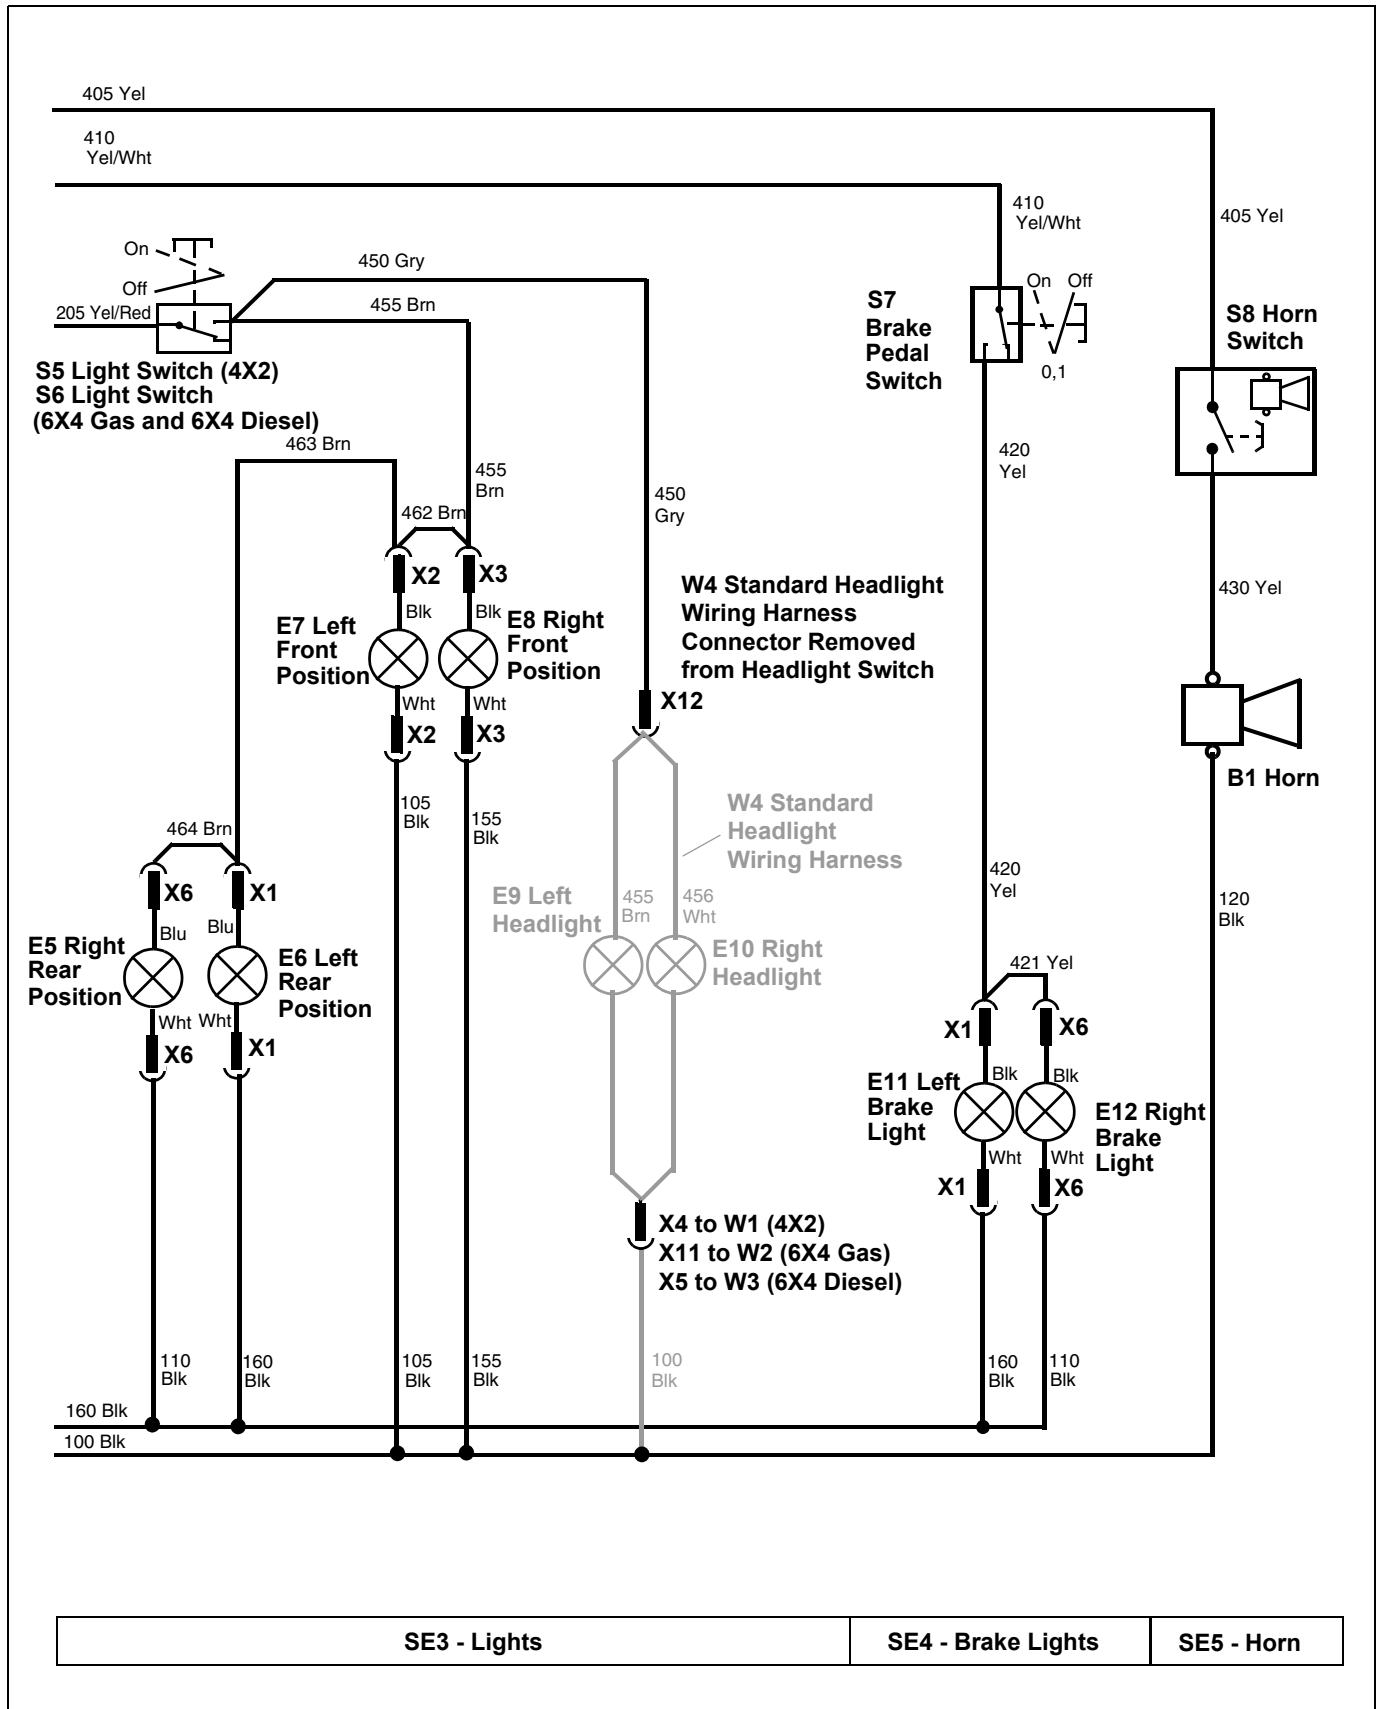 405 Yel
410
Yel/Wht
410
Yel/Wht
405 Yel
On
Off
205 Yel/Red
450 Gry
455 Brn
S5 Light Switch (4X2)
S6 Light Switch
(6X4 Gas and 6X4 Diesel)
S7
Brake
Pedal
Switch
On Off
0,1
S8 Horn
Switch
463 Brn
455
Brn
462 Brn
450
Gry
420
Yel
X2
X3
Blk
Blk
E7 Left
Front
Position
E8 Right
Front
Position
Wht
Wht
X2
X3
W4 Standard Headlight
Wiring Harness
Connector Removed
from Headlight Switch
X12
430 Yel
B1 Horn
105
Blk
155
Blk
W4 Standard
Headlight
Wiring Harness
464 Brn
X6
X1
Blu
Blu
E5 Right
Rear
Position
E6 Left
Rear
Position
Wht
Wht
X6
X1
E9 Left
Headlight
455
Brn
456
Wht
E10 Right
Headlight
420
Yel
120
Blk
421 Yel
X1
X6
Blk
Blk
E11 Left
Brake
Light
E12 Right
Brake
Light
Wht
Wht
X1
X6
X4 to W1 (4X2)
X11 to W2 (6X4 Gas)
X5 to W3 (6X4 Diesel)
110
Blk
160
Blk
105
Blk
155
Blk
100
Blk
160
Blk
110
Blk
160 Blk
100 Blk
SE3 - Lights
SE4 - Brake Lights
SE5 - Horn